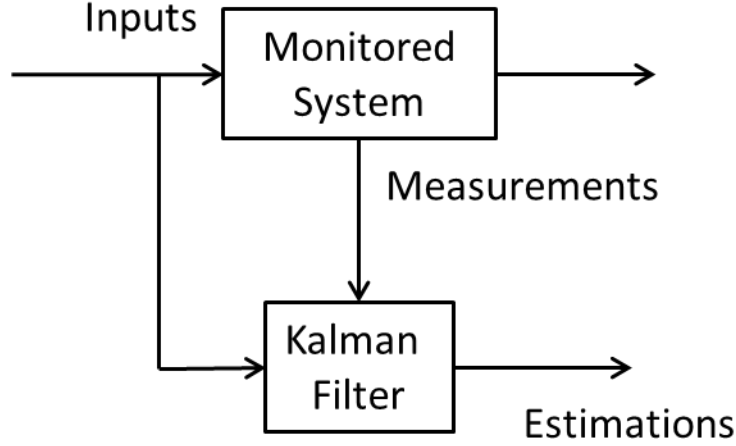 Inputs
Monitored
System
Measurements
Kalman
Filter
Estimations